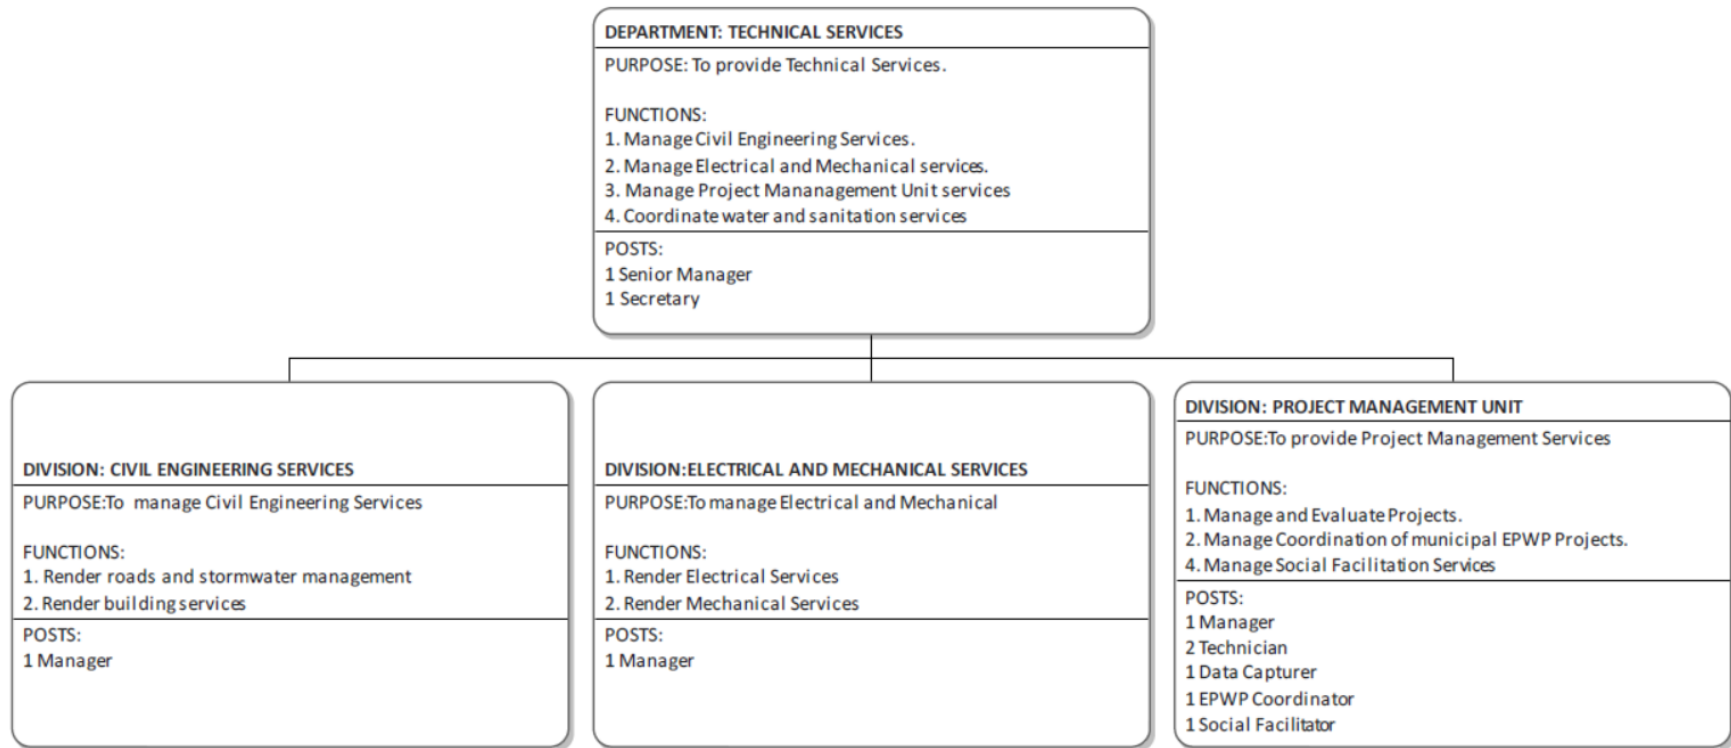 DEPARTMENT: TECHNICAL SERVICES
PURPOSE: To provide Technical Services.
FUNCTIONS:
1. Manage Civil Engineering Services.
2. Manage Electrical and Mechanical services.
3. Manage Project Mananagement Unit services
4. Coordinate water and sanitation services
POSTS:
1 Senior Manager
1 Secretary
DIVISION: CIVIL ENGINEERING SERVICES
PURPOSE:To manage Civil Engineering Services
FUNCTIONS:
1. Render roads and stormwater management
2. Render building services
POSTS:
1 Manager
DIVISION:ELECTRICAL AND MECHANICAL SERVICES
PURPOSE:To manage Electrical and Mechanical
FUNCTIONS:
1. Render Electrical Services
2. Render Mechanical Services
POSTS:
1 Manager
DIVISION: PROJECT MANAGEMENT UNIT
PURPOSE:To provide Project Management Services
FUNCTIONS:
1. Manage and Evaluate Projects.
2. Manage Coordination of municipal EPWP Projects.
4. Manage Social Facilitation Services
POSTS:
1 Manager
2 Technician
1 Data Capturer
1 EPWP Coordinator
1 Social Facilitator